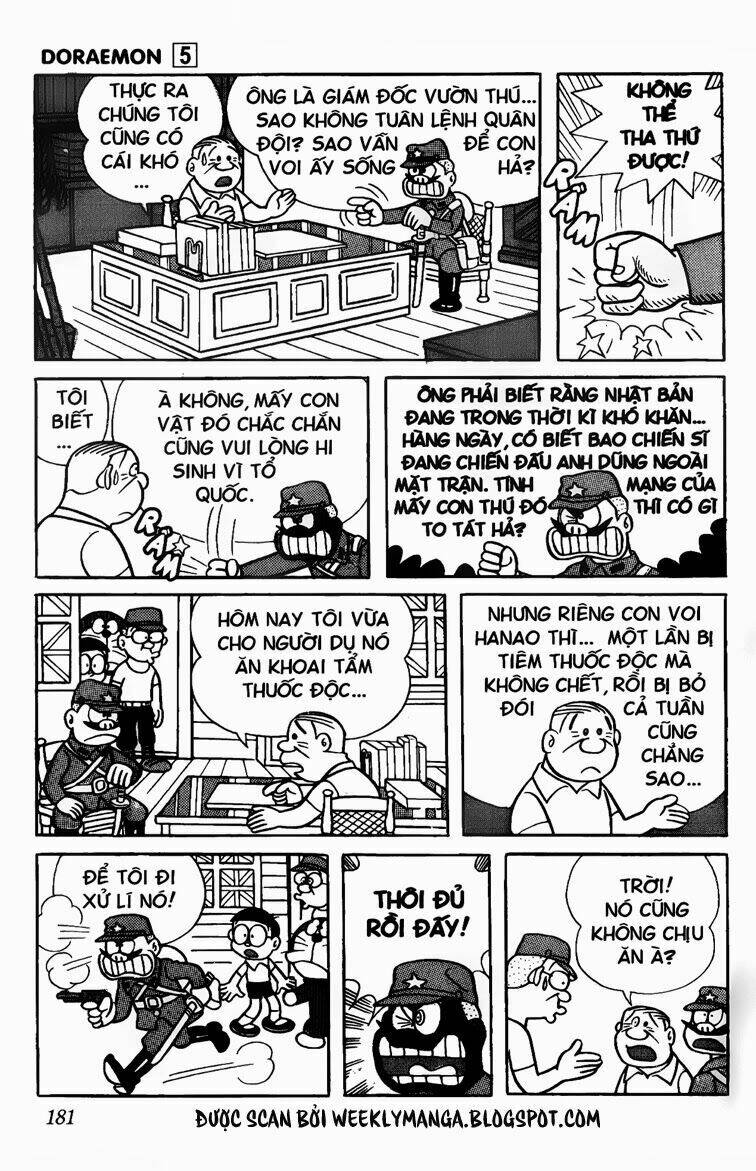 DORAEMON 5
KHÔNG
THỂ
THA THỨ
ĐƯỢC!
RẦM
ÔNG LÀ GIÁM ĐỐC VƯỜN THÚ...
SAO KHÔNG TUÂN LỆNH QUÂN
ĐỘI? SAO VẪN ĐỂ CON
VOI ẤY SỐNG HẢ?
THỰC RA
CHÚNG TÔI
CŨNG CÓ
CÁI KHÓ
...
ÔNG PHẢI BIẾT RẰNG NHẬT BẢN
ĐANG TRONG THỜI KÌ KHÓ KHĂN...
HÀNG NGÀY, CÓ BIẾT BAO CHIẾN SĨ
ĐANG CHIẾN ĐẤU ANH DŨNG NGOÀI
MẶT TRẬN. TÍNH MẠNG CỦA
MẤY CON THÚ ĐÓ THÌ CÓ GÌ
TO TÁT HẢ?
À KHÔNG, MẤY CON
VẬT ĐÓ CHẮC CHẮN
CŨNG VUI LÒNG HI
SINH VÌ TỔ
QUỐC.
TÔI
BIẾT
...
RẦM
NHƯNG RIÊNG CON VOI
HANAO THÌ... MỘT LẦN BỊ
TIÊM THUỐC ĐỘC MÀ
KHÔNG CHẾT, RỒI BỊ BỎ
ĐÓI CẢ TUẦN
CŨNG
CHẲNG
SAO...
HÔM NAY TÔI VỪA
CHO NGƯỜI DỤ NÓ
ĂN KHOAI TẨM
THUỐC ĐỘC...
TRỜI!
NÓ CŨNG
KHÔNG CHỊU
ĂN À?
THÔI ĐỦ
RỒI ĐẤY!
ĐỂ TÔI ĐI
XỬ LÍ NÓ!
181
ĐƯỢC SCAN BỞI WEEKLYMANGA.BLOGSPOT.COM